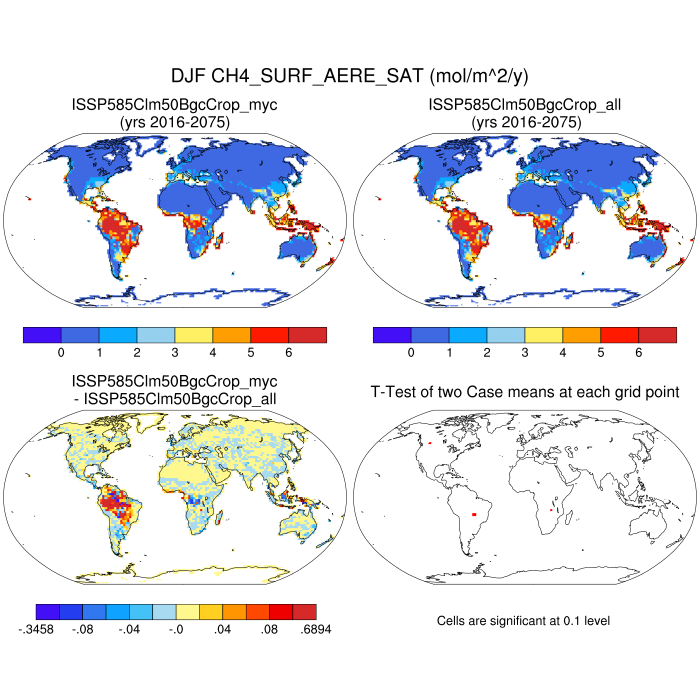 DJF CH4_SURF_AERE_SAT (mol/m^2/y)
ISSP585Clm50BgcCrop_myc
(yrs 2016-2075)
ISSP585Clm50BgcCrop_all
(yrs 2016-2075)
0 1 2 3 4 5 6
0 1 2 3 4 5 6
ISSP585Clm50BgcCrop_myc
- ISSP585Clm50BgcCrop_all
T-Test of two Case means at each grid point
-.3458 -.08 -.04 -.0 .04 .08 .6894
Cells are significant at 0.1 level